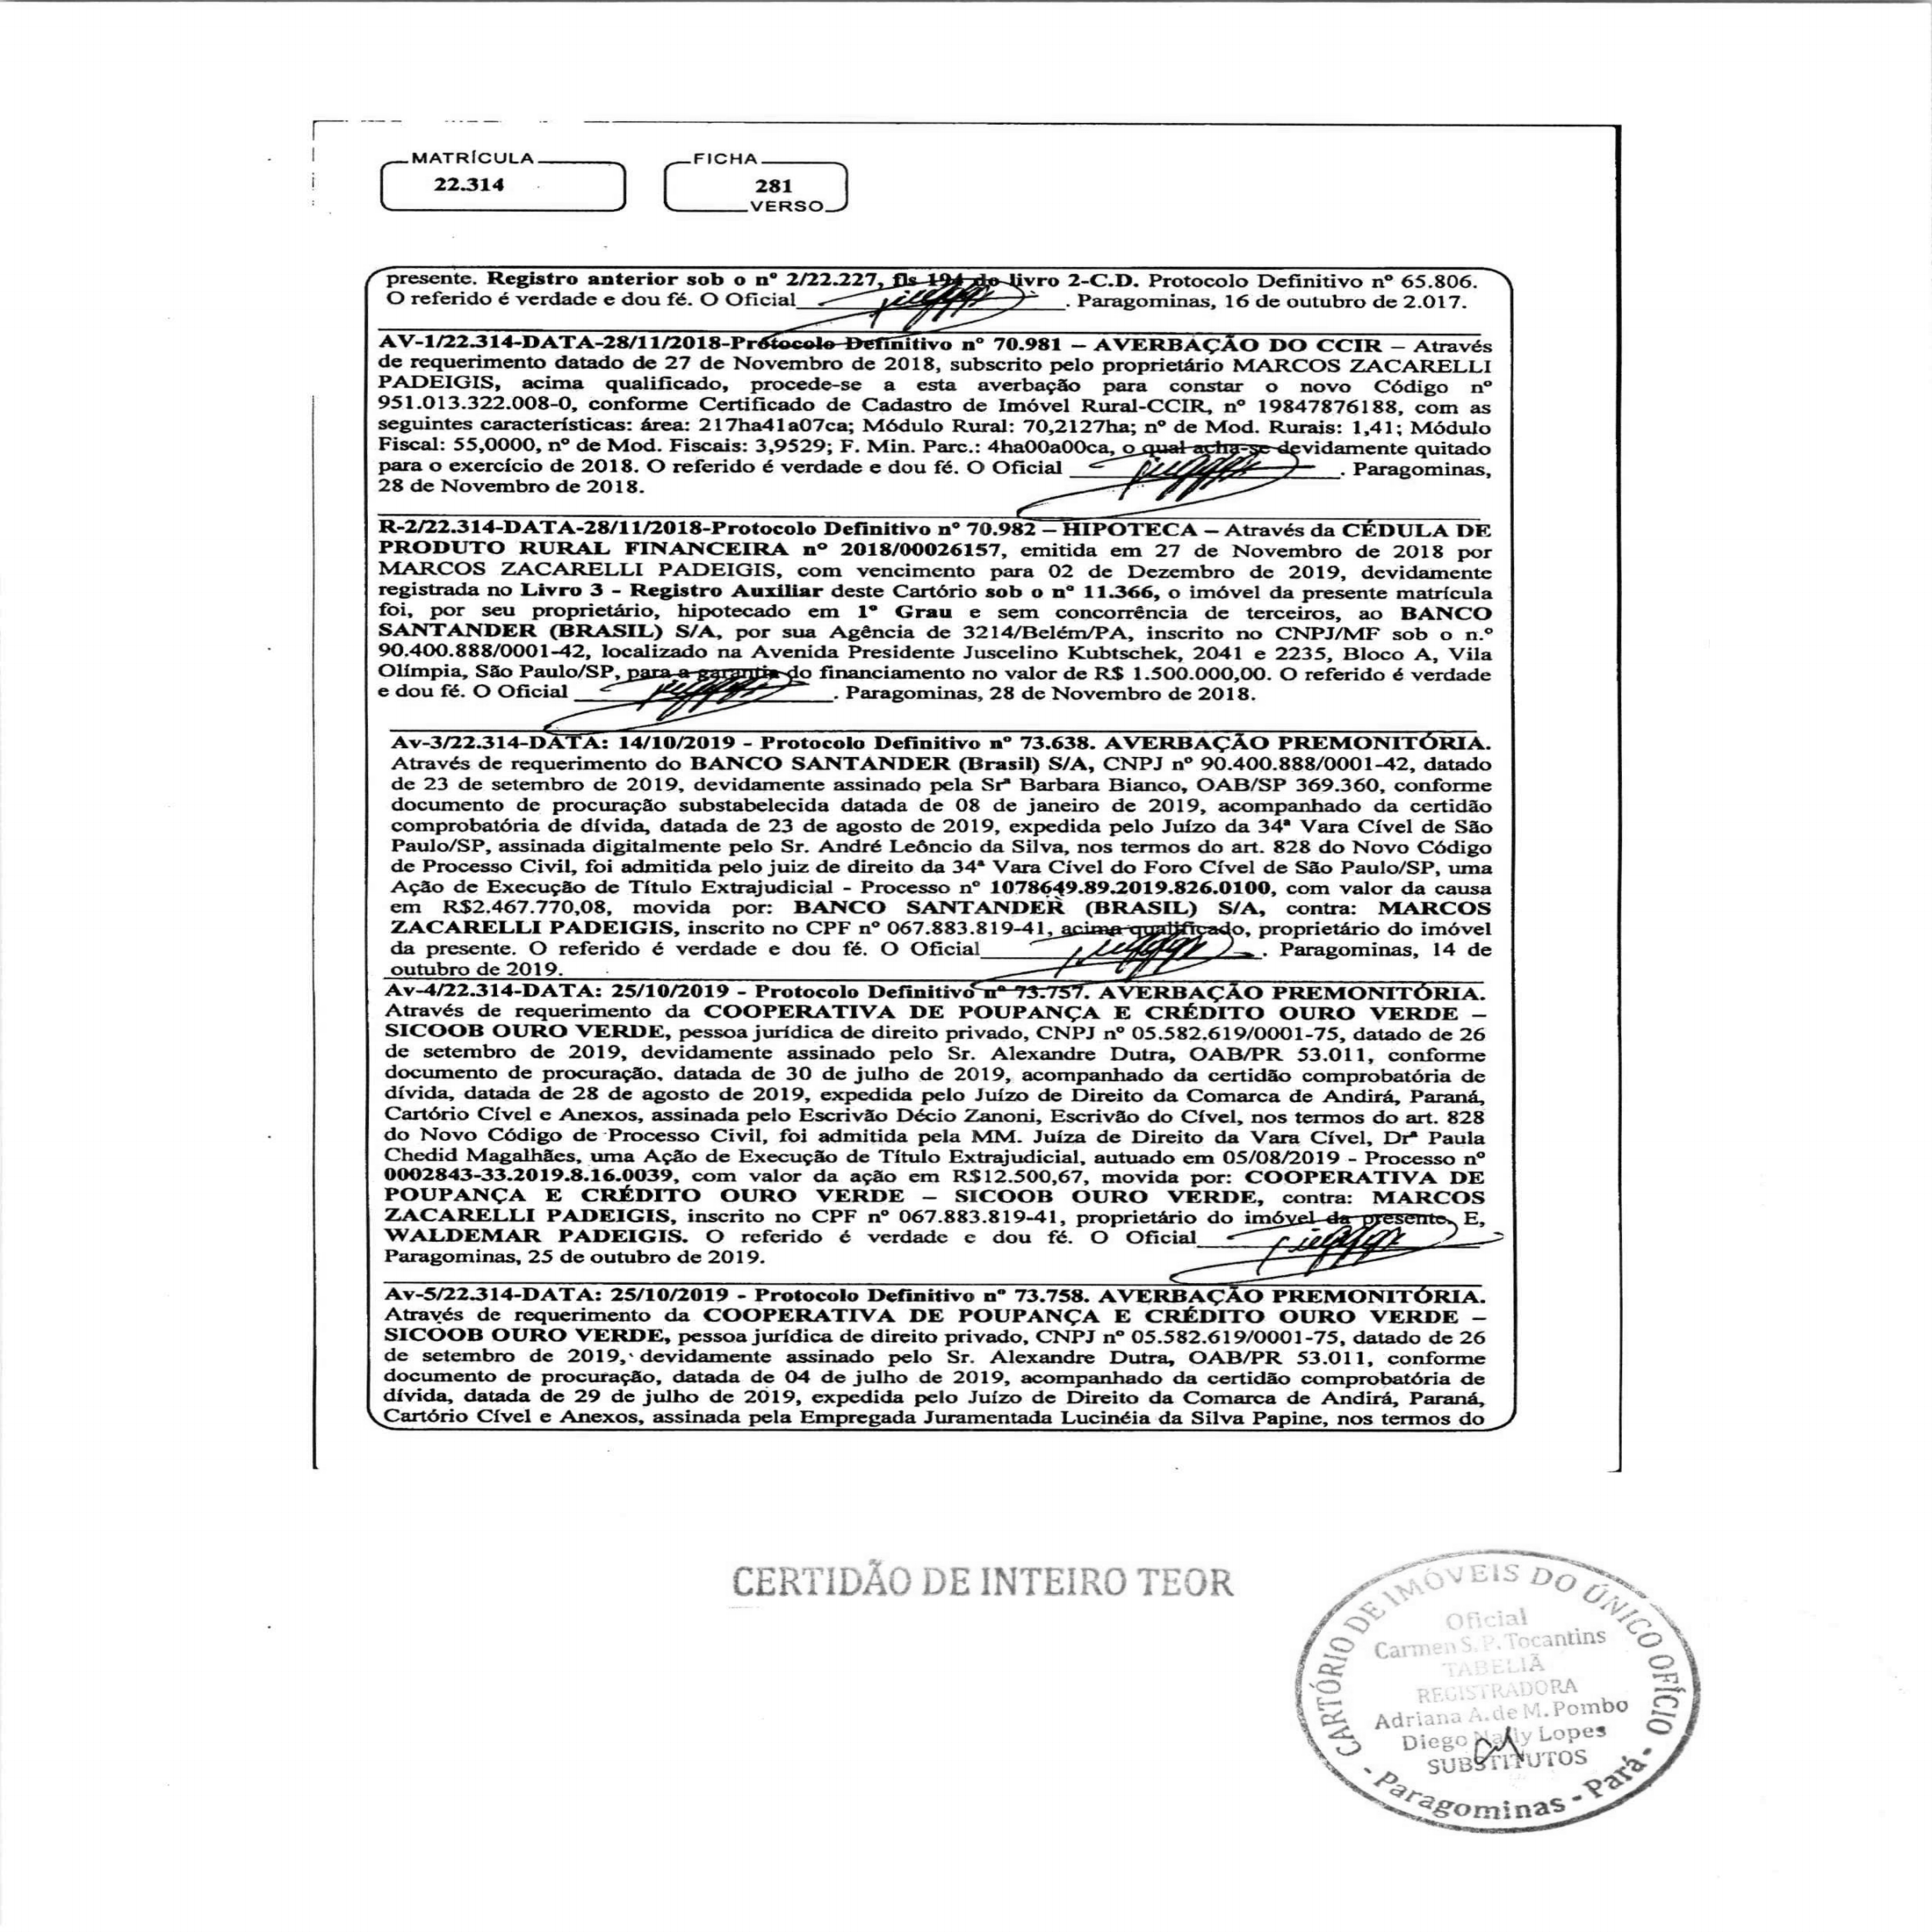 MATRÍCULA
22.314
FICHA
281
VERSO
presente. Registro anterior sob o nº 2/22.227, fls 194 do livro 2-C.D. Protocolo Definitivo nº 65.806.
O referido é verdade e dou fé. O Oficial . Paragominas, 16 de outubro de 2.017.
AV-1/22.314-DATA-28/11/2018-Protocolo Definitivo nº 70.981 – AVERBAÇÃO DO CCIR – Através
de requerimento datado de 27 de Novembro de 2018, subscrito pelo proprietário MARCOS ZACARELLI
PADEIGIS, acima qualificado, procede-se a esta averbação para constar o novo Código nº
951.013.322.008-0, conforme Certificado de Cadastro de Imóvel Rural-CCIR, nº 19847876188, com as
seguintes características: área: 217ha41a07ca; Módulo Rural: 70,2127ha; nº de Mod. Rurais: 1,41; Módulo
Fiscal: 55,0000, nº de Mod. Fiscais: 3,9529; F. Min. Parc.: 4ha00a00ca, o qual acha-se devidamente quitado
para o exercício de 2018. O referido é verdade e dou fé. O Oficial . Paragominas,
28 de Novembro de 2018.
R-2/22.314-DATA-28/11/2018-Protocolo Definitivo nº 70.982 – HIPOTECA – Através da CÉDULA DE
PRODUTO RURAL FINANCEIRA nº 2018/00026157, emitida em 27 de Novembro de 2018 por
MARCOS ZACARELLI PADEIGIS, com vencimento para 02 de Dezembro de 2019, devidamente
registrada no Livro 3 - Registro Auxiliar deste Cartório sob o nº 11.366, o imóvel da presente matrícula
foi, por seu proprietário, hipotecado em 1º Grau e sem concorrência de terceiros, ao BANCO
SANTANDER (BRASIL) S/A, por sua Agência de 3214/Belém/PA, inscrito no CNPJ/MF sob o n.º
90.400.888/0001-42, localizado na Avenida Presidente Juscelino Kubtschek, 2041 e 2235, Bloco A, Vila
Olímpia, São Paulo/SP, para a garantia do financiamento no valor de R$ 1.500.000,00. O referido é verdade
e dou fé. O Oficial . Paragominas, 28 de Novembro de 2018.
Av-3/22.314-DATA: 14/10/2019 - Protocolo Definitivo nº 73.638. AVERBAÇÃO PREMONITÓRIA.
Através de requerimento do BANCO SANTANDER (Brasil) S/A, CNPJ nº 90.400.888/0001-42, datado
de 23 de setembro de 2019, devidamente assinado pela Srª Barbara Bianco, OAB/SP 369.360, conforme
documento de procuração substabelecida datada de 08 de janeiro de 2019, acompanhado da certidão
comprobatória de dívida, datada de 23 de agosto de 2019, expedida pelo Juízo da 34ª Vara Cível de São
Paulo/SP, assinada digitalmente pelo Sr. André Leôncio da Silva, nos termos do art. 828 do Novo Código
de Processo Civil, foi admitida pelo juiz de direito da 34ª Vara Cível do Foro Cível de São Paulo/SP, uma
Ação de Execução de Título Extrajudicial - Processo nº 1078649.89.2019.826.0100, com valor da causa
em R$2.467.770,08, movida por: BANCO SANTANDER (BRASIL) S/A, contra: MARCOS
ZACARELLI PADEIGIS, inscrito no CPF nº 067.883.819-41, acima qualificado, proprietário do imóvel
da presente. O referido é verdade e dou fé. O Oficial . Paragominas, 14 de
outubro de 2019.
Av-4/22.314-DATA: 25/10/2019 - Protocolo Definitivo nº 73.757. AVERBAÇÃO PREMONITÓRIA.
Através de requerimento da COOPERATIVA DE POUPANÇA E CRÉDITO OURO VERDE –
SICOOB OURO VERDE, pessoa jurídica de direito privado, CNPJ nº 05.582.619/0001-75, datado de 26
de setembro de 2019, devidamente assinado pelo Sr. Alexandre Dutra, OAB/PR 53.011, conforme
documento de procuração, datada de 30 de julho de 2019, acompanhado da certidão comprobatória de
dívida, datada de 28 de agosto de 2019, expedida pelo Juízo de Direito da Comarca de Andirá, Paraná,
Cartório Cível e Anexos, assinada pelo Escrivão Décio Zanoni, Escrivão do Cível, nos termos do art. 828
do Novo Código de Processo Civil, foi admitida pela MM. Juíza de Direito da Vara Cível, Drª Paula
Chedid Magalhães, uma Ação de Execução de Título Extrajudicial, autuado em 05/08/2019 - Processo nº
0002843-33.2019.8.16.0039, com valor da ação em R$12.500,67, movida por: COOPERATIVA DE
POUPANÇA E CRÉDITO OURO VERDE – SICOOB OURO VERDE, contra: MARCOS
ZACARELLI PADEIGIS, inscrito no CPF nº 067.883.819-41, proprietário do imóvel da presente, E,
WALDEMAR PADEIGIS. O referido é verdade e dou fé. O Oficial
Paragominas, 25 de outubro de 2019.
Av-5/22.314-DATA: 25/10/2019 - Protocolo Definitivo nº 73.758. AVERBAÇÃO PREMONITÓRIA.
Através de requerimento da COOPERATIVA DE POUPANÇA E CRÉDITO OURO VERDE –
SICOOB OURO VERDE, pessoa jurídica de direito privado, CNPJ nº 05.582.619/0001-75, datado de 26
de setembro de 2019, devidamente assinado pelo Sr. Alexandre Dutra, OAB/PR 53.011, conforme
documento de procuração, datada de 04 de julho de 2019, acompanhado da certidão comprobatória de
dívida, datada de 29 de julho de 2019, expedida pelo Juízo de Direito da Comarca de Andirá, Paraná,
Cartório Cível e Anexos, assinada pela Empregada Juramentada Lucinéia da Silva Papine, nos termos do
CERTIDÃO DE INTEIRO TEOR
CARTÓRIO DE IMÓVEIS DO ÚNICO OFÍCIO
Oficial
Carmen S. P. Tocantins
TABELIÃ
REGISTRADORA
Adriana A. de M. Pombo
Diego Lopes
SUBSTITUTOS
- Paragominas - Pará -